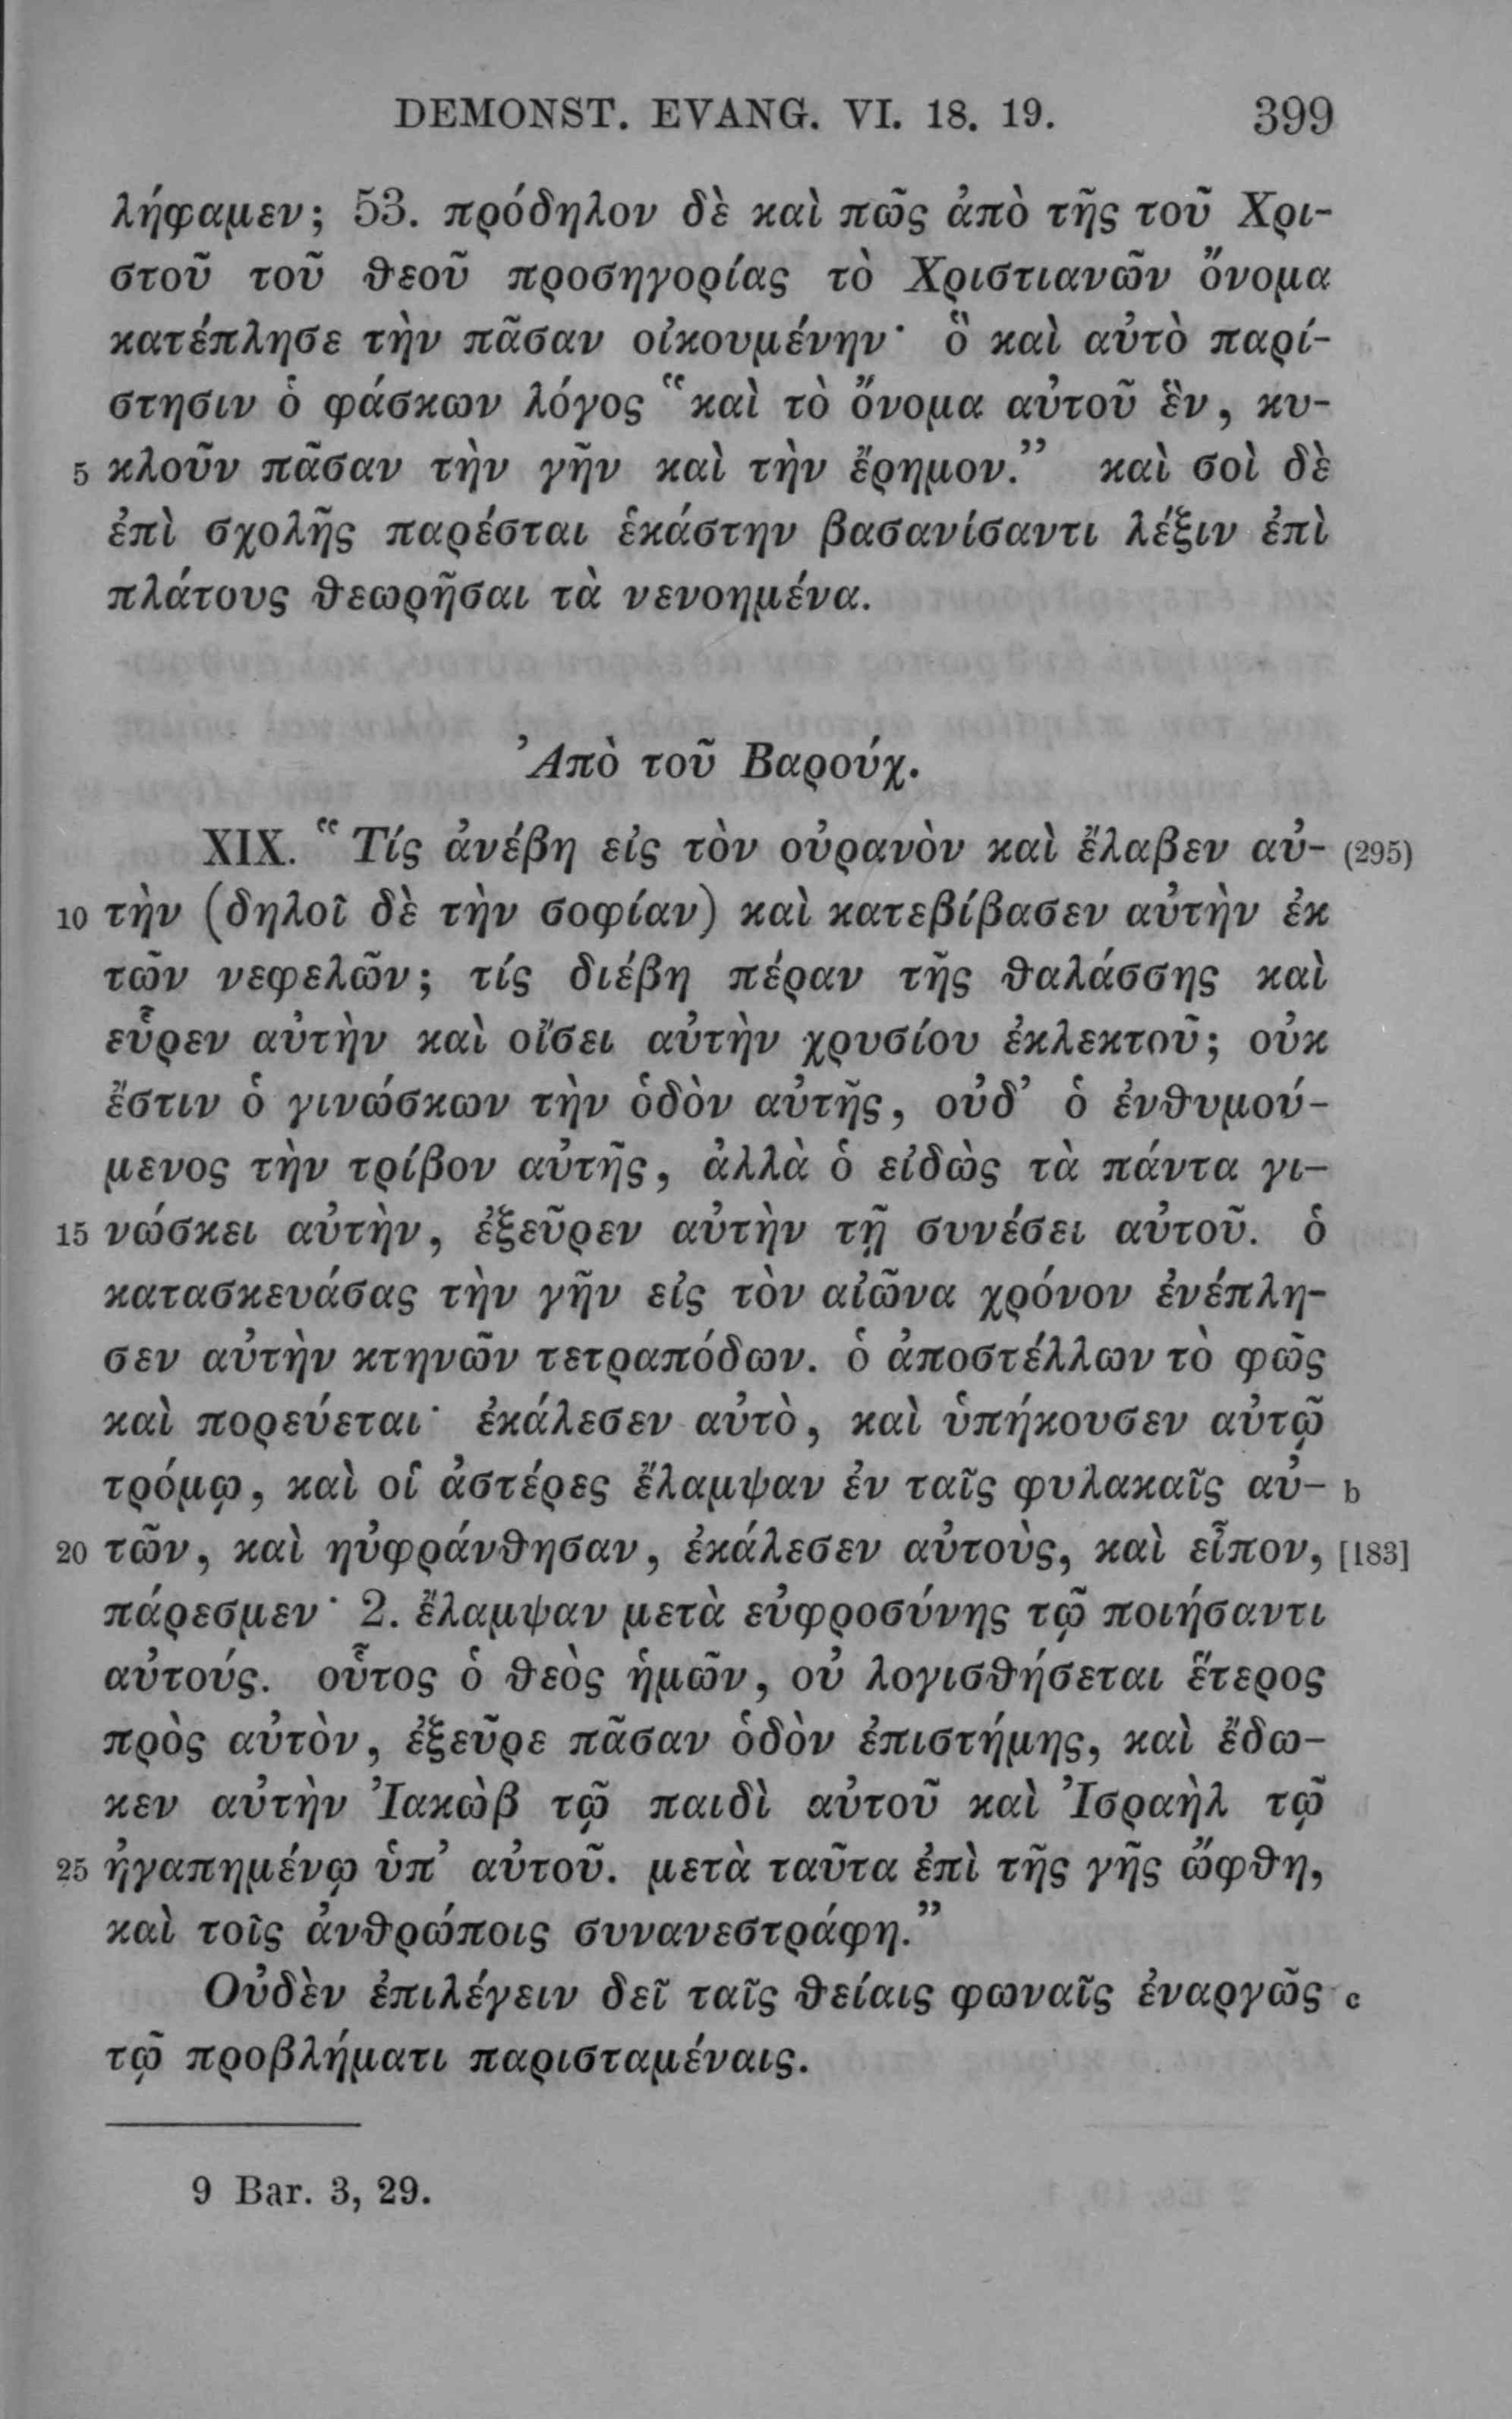 DEMONST. EVANG. VI. 18. 19. 399
λήφαμεν; 53. πρόδηλον δὲ καὶ πῶς ἀπὸ τῆς τοῦ Χρι-
στοῦ τοῦ θεοῦ προσηγορίας τὸ Χριστιανῶν ὄνομα
κατέπλησε τὴν πᾶσαν οἰκουμένην· ὃ καὶ αὐτὸ παρί-
στησιν ὁ φάσκων λόγος “καὶ τὸ ὄνομα αὐτοῦ ἓν, κυ-
5 κλοῦν πᾶσαν τὴν γῆν καὶ τὴν ἔρημον.” καὶ σοὶ δὲ
ἐπὶ σχολῆς παρέσται ἑκάστην βασανίσαντι λέξιν ἐπὶ
πλάτους θεωρῆσαι τὰ νενοημένα.
Ἀπὸ τοῦ Βαρούχ.
XIX. “Τίς ἀνέβη εἰς τὸν οὐρανὸν καὶ ἔλαβεν αὐ- (295)
10 τὴν (δηλοῖ δὲ τὴν σοφίαν) καὶ κατεβίβασεν αὐτὴν ἐκ
τῶν νεφελῶν; τίς διέβη πέραν τῆς θαλάσσης καὶ
εὗρεν αὐτὴν καὶ οἴσει αὐτὴν χρυσίου ἐκλεκτοῦ; οὐκ
ἔστιν ὁ γινώσκων τὴν ὁδὸν αὐτῆς, οὐδ’ ὁ ἐνθυμού-
μενος τὴν τρίβον αὐτῆς, ἀλλὰ ὁ εἰδὼς τὰ πάντα γι-
15 νώσκει αὐτὴν, ἐξεῦρεν αὐτὴν τῇ συνέσει αὐτοῦ. ὁ
κατασκευάσας τὴν γῆν εἰς τὸν αἰῶνα χρόνον ἐνέπλη-
σεν αὐτὴν κτηνῶν τετραπόδων. ὁ ἀποστέλλων τὸ φῶς
καὶ πορεύεται· ἐκάλεσεν αὐτὸ, καὶ ὑπήκουσεν αὐτῷ
τρόμῳ, καὶ οἱ ἀστέρες ἔλαμψαν ἐν ταῖς φυλακαῖς αὐ- b
20 τῶν, καὶ ηὐφράνθησαν, ἐκάλεσεν αὐτοὺς, καὶ εἶπον, [183]
πάρεσμεν· 2. ἔλαμψαν μετὰ εὐφροσύνης τῷ ποιήσαντι
αὐτούς. οὗτος ὁ θεὸς ἡμῶν, οὐ λογισθήσεται ἕτερος
πρὸς αὐτὸν, ἐξεῦρε πᾶσαν ὁδὸν ἐπιστήμης, καὶ ἔδω-
κεν αὐτὴν Ἰακὼβ τῷ παιδὶ αὐτοῦ καὶ Ἰσραὴλ τῷ
25 ἠγαπημένῳ ὑπ’ αὐτοῦ. μετὰ ταῦτα ἐπὶ τῆς γῆς ὤφθη,
καὶ τοῖς ἀνθρώποις συνανεστράφη.”
Οὐδὲν ἐπιλέγειν δεῖ ταῖς θείαις φωναῖς ἐναργῶς c
τῷ προβλήματι παρισταμέναις.
9 Bar. 3, 29.